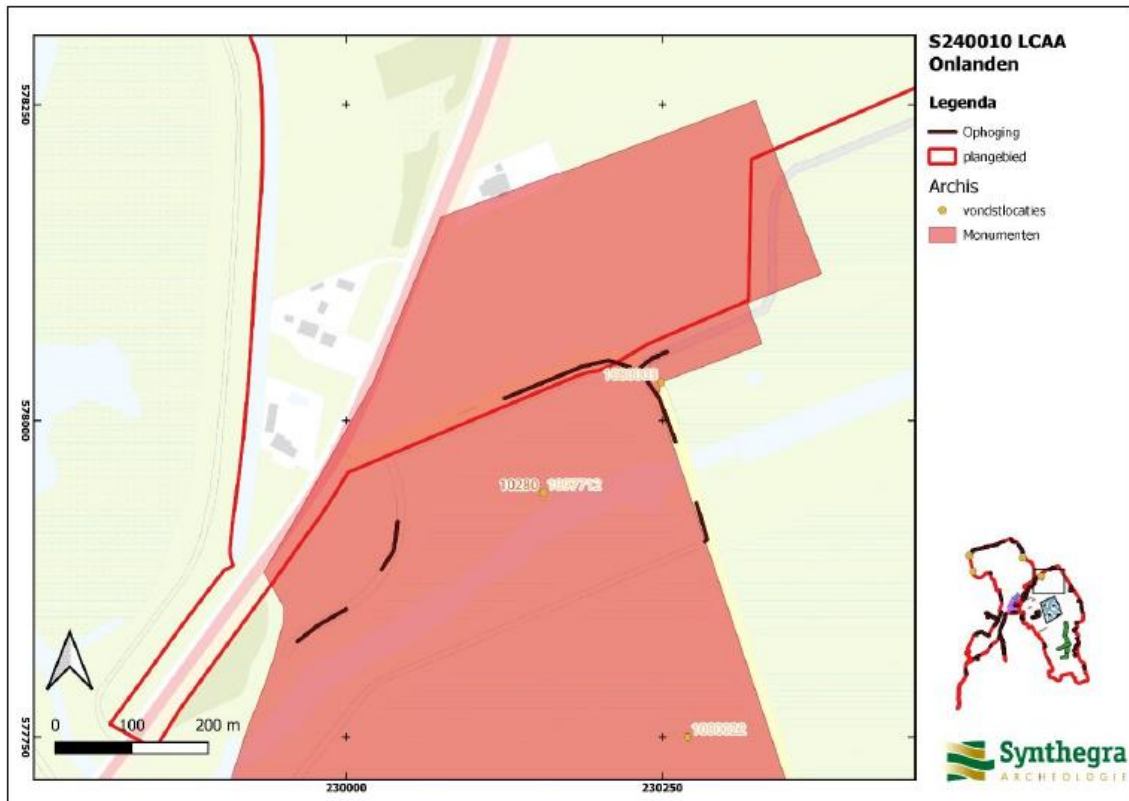 S240010 LCAA
Onlanden
Legenda
Ophoging
plangebied
Archis
vondstlocaties
Monumenten
578250
578000
577750
10280
0 100 200 m
230000 230250
Synthegra
ARCHEOLOGIE